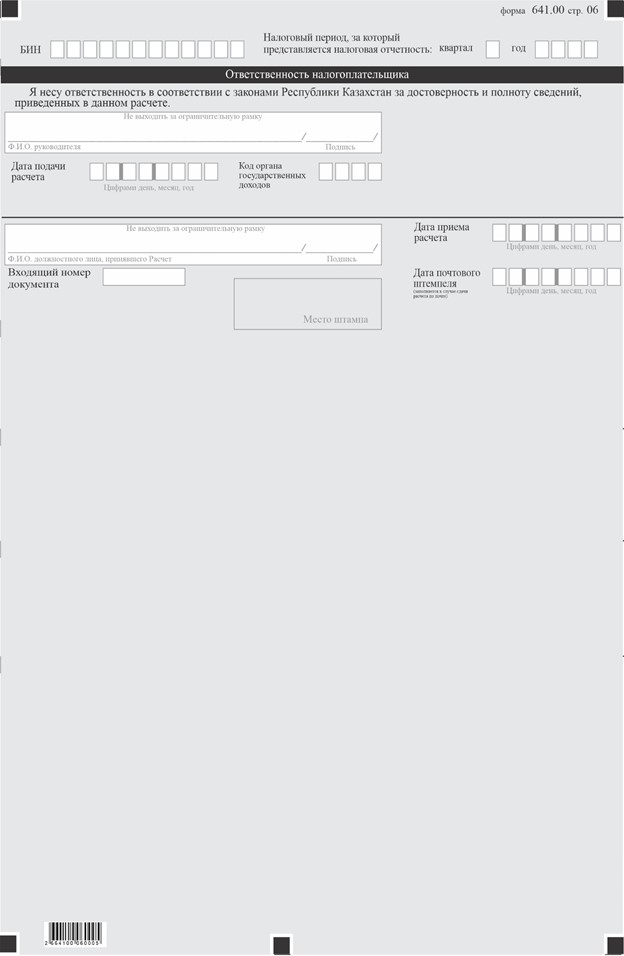 форма 641.00 стр. 06
Налоговый период, за который
БИН представляется налоговая отчетность: квартал год
Ответственность налогоплательщика
Я несу ответственность в соответствии с законами Республики Казахстан за достоверность и полноту сведений,
приведенных в данном расчете.
Не выходить за ограничительную рамку
/ /
Ф.И.О. руководителя Подпись
Дата подачи
расчета
Цифрами день, месяц, год
Код органа
государственных
доходов
Не выходить за ограничительную рамку
/ /
Ф.И.О. должностного лица, принявшего Расчет Подпись
Дата приема
расчета
Цифрами день, месяц, год
Входящий номер
документа
Место штампа
Дата почтового
штемпеля
(заполняется в случае сдачи
расчета по почте)
Цифрами день, месяц, год